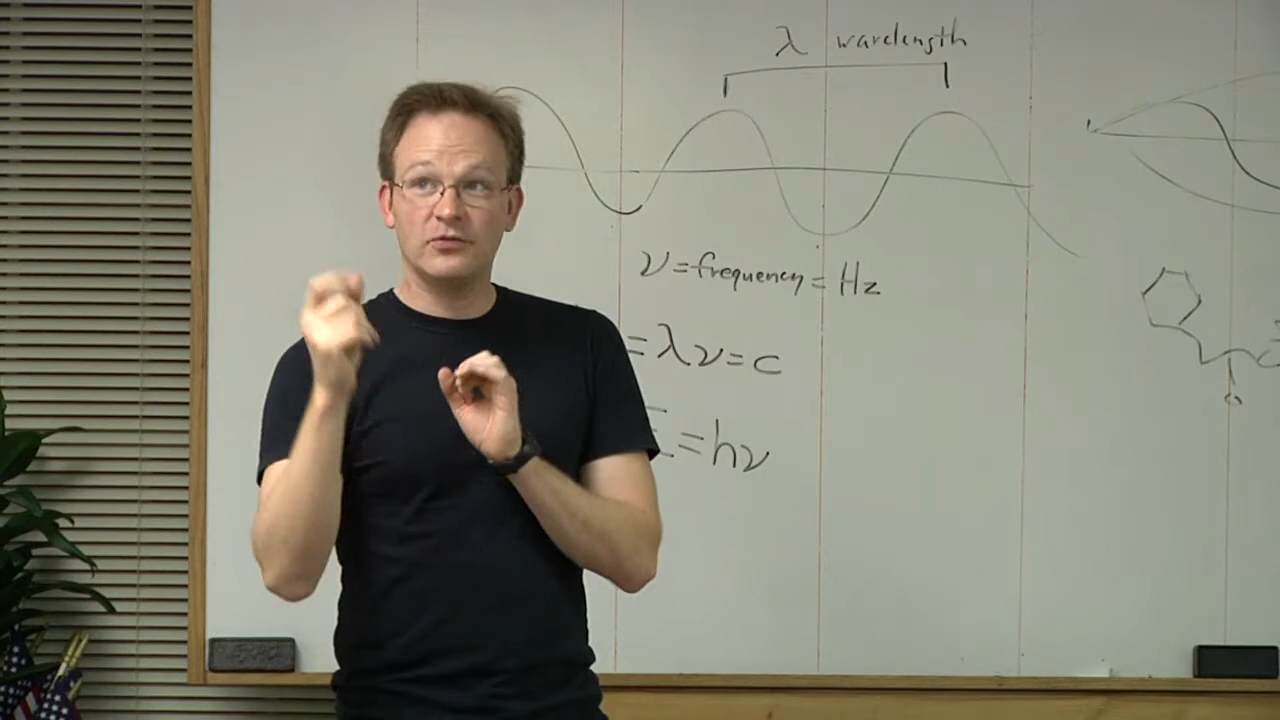 λ wavelength
ν = frequency = Hz
= λν = c
E = hν